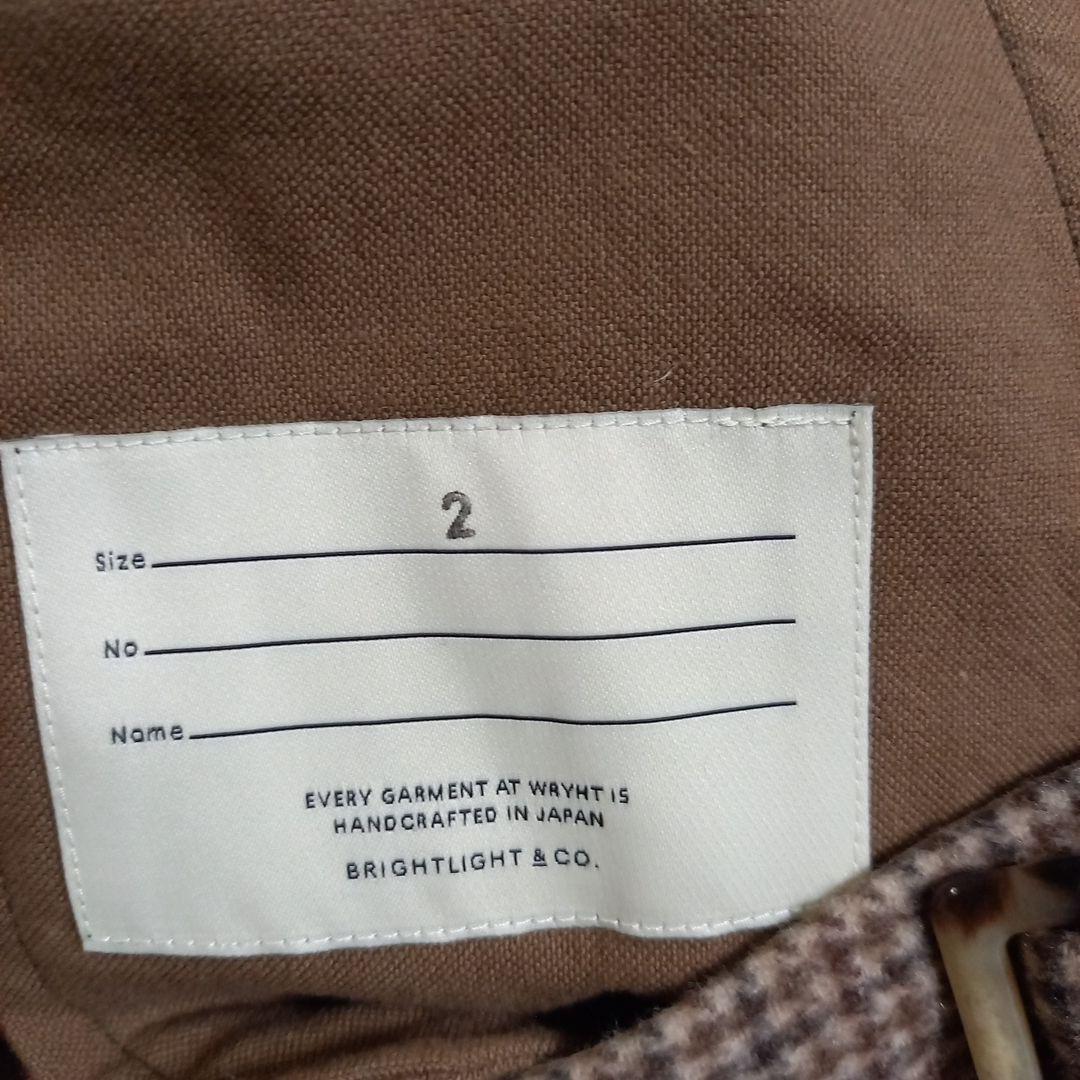 2
Size
No
Name
EVERY GARMENT AT WRYHT IS
HANDCRAFTED IN JAPAN
BRIGHTLIGHT & CO.